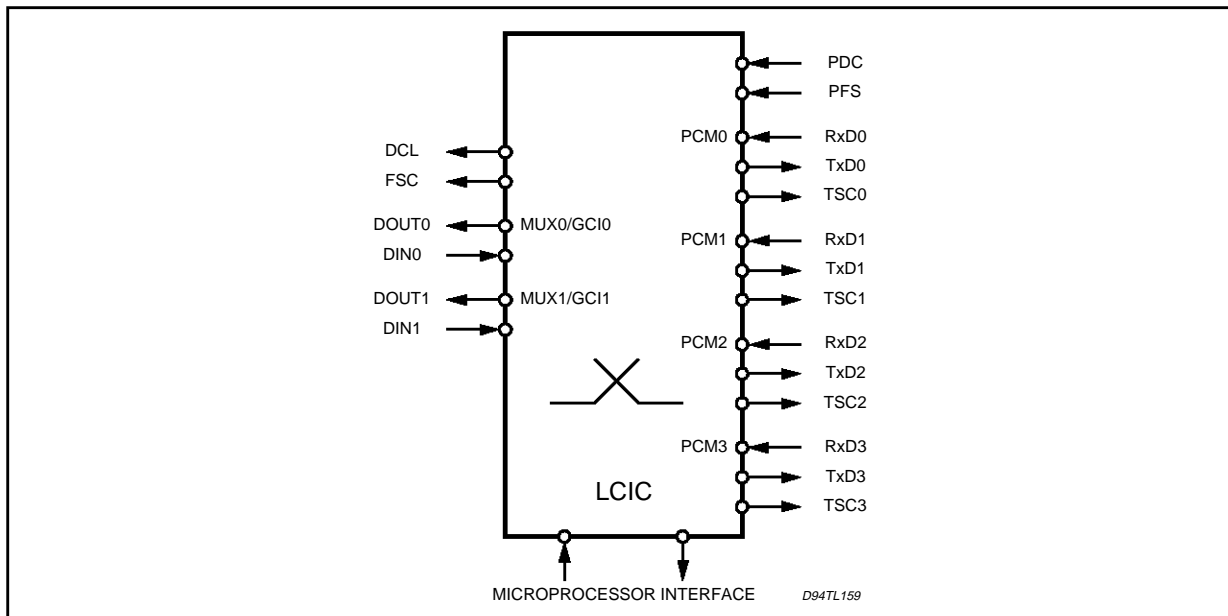 PDC
PFS
PCM0 RxD0
DCL TxD0
FSC TSC0
DOUT0 MUX0/GCI0
PCM1 RxD1
DIN0
TxD1
DOUT1 MUX1/GCI1 TSC1
DIN1
PCM2 RxD2
TxD2
TSC2
PCM3 RxD3
TxD3
LCIC
TSC3
MICROPROCESSOR INTERFACE D94TL159